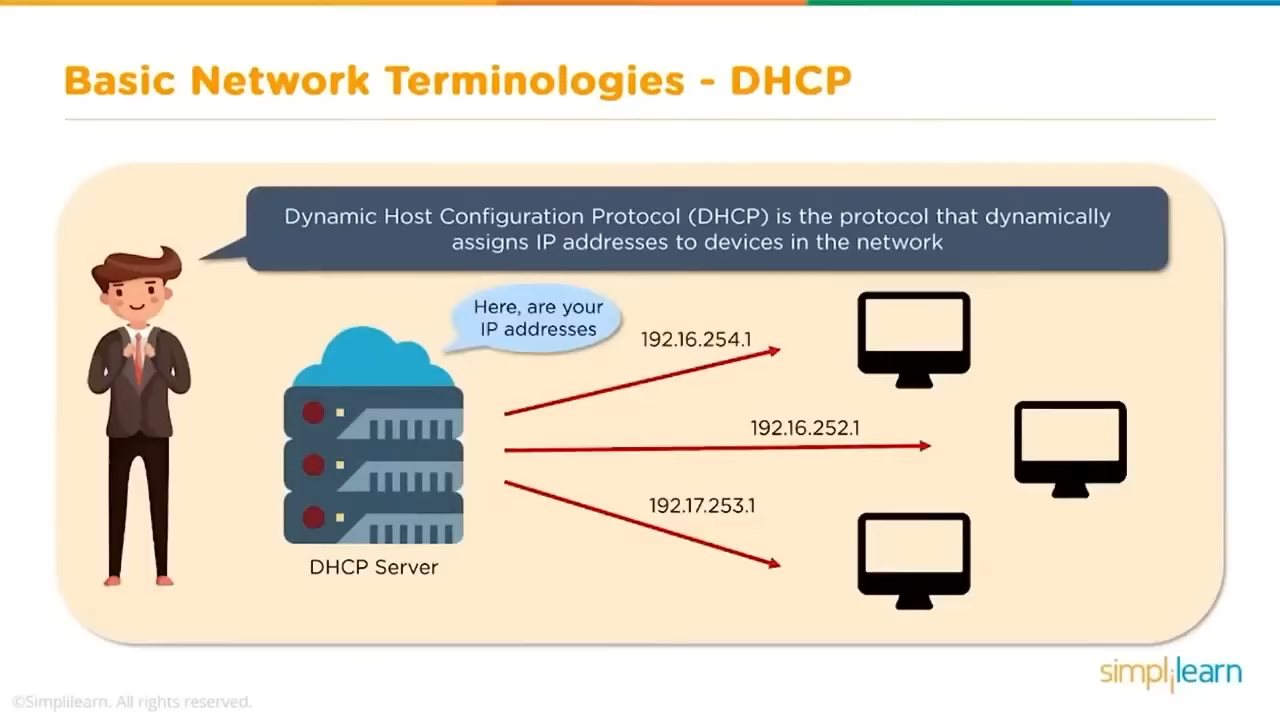 Basic Network Terminologies - DHCP
Dynamic Host Configuration Protocol (DHCP) is the protocol that dynamically
assigns IP addresses to devices in the network
Here, are your
IP addresses
192.16.254.1
192.16.252.1
192.17.253.1
DHCP Server
simplilearn
©Simplilearn. All rights reserved.